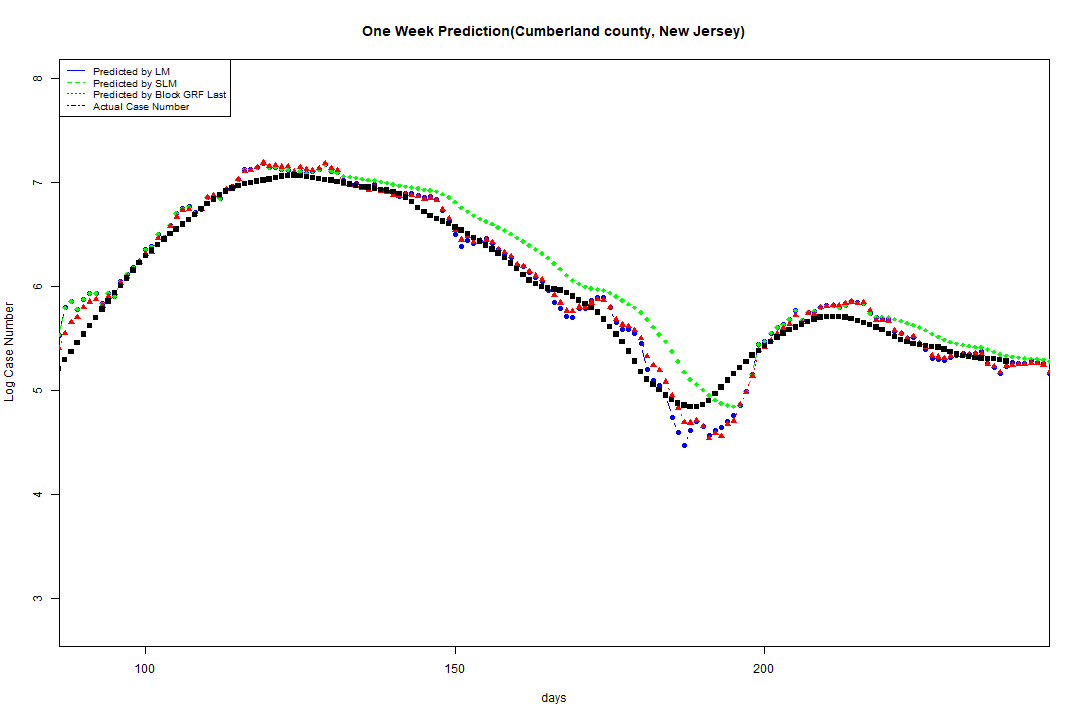 One Week Prediction(Cumberland county, New Jersey)
Predicted by LM
Predicted by SLM
Predicted by Block GRF Last
Actual Case Number
8
7
6
5
4
3
Log Case Number
100
150
200
days